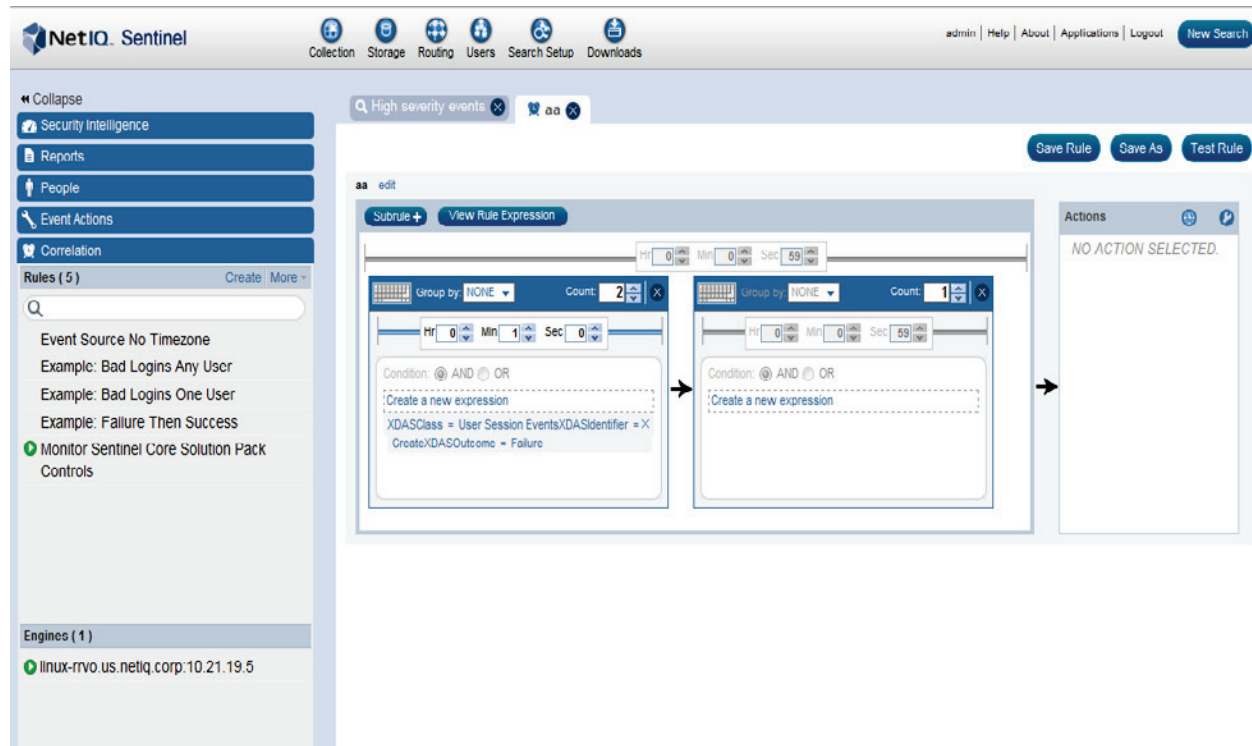 NetIQ. Sentinel
Collection Storage Routing Users Search Setup Downloads
admin | Help | About | Applications | Logout New Search
Collapse
Security Intelligence
Reports
People
Event Actions
Correlation
Rules ( 5 ) Create More
Event Source No Timezone
Example: Bad Logins Any User
Example: Bad Logins One User
Example: Failure Then Success
Monitor Sentinel Core Solution Pack
Controls
Engines ( 1 )
linux-rrvo.us.netiq.corp:10.21.19.5
High severity events aa
Save Rule Save As Test Rule
aa edit
Subrule + View Rule Expression
Hr 0 Min 0 Sec 59
Group by: NONE Count: 2
Hr 0 Min 1 Sec 0
Condition: AND OR
Create a new expression
XDASClass = User Session EventsXDASIdentifier = X
CreateXDASOutcome = Failure
Group by: NONE Count: 1
Hr 0 Min 0 Sec 59
Condition: AND OR
Create a new expression
Actions
NO ACTION SELECTED.